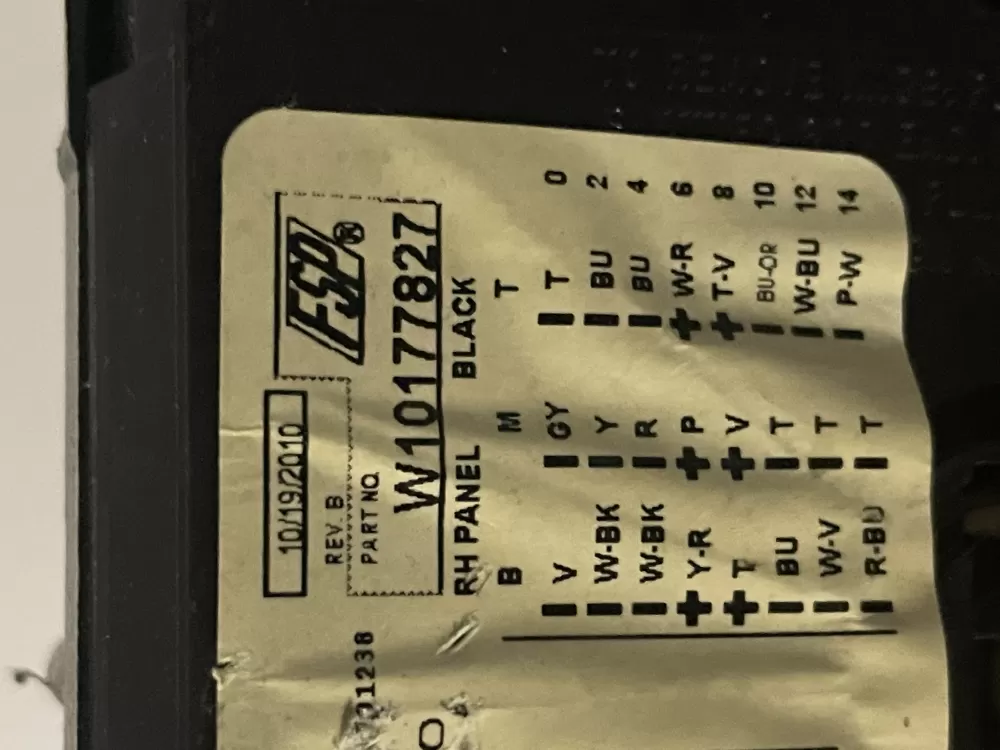 10/19/2010 FSP®
REV. B
PART NO.
W10177827
RH PANEL BLACK
B M T
- V - GY - T 0
- W-BK - Y - BU 2
- W-BK - R - BU 4
+ Y-R + P + W-R 6
+ T + V + T-V 8
- BU - T - BU-OR 10
- W-V - T - W-BU 12
- R-BU - T - P-W 14